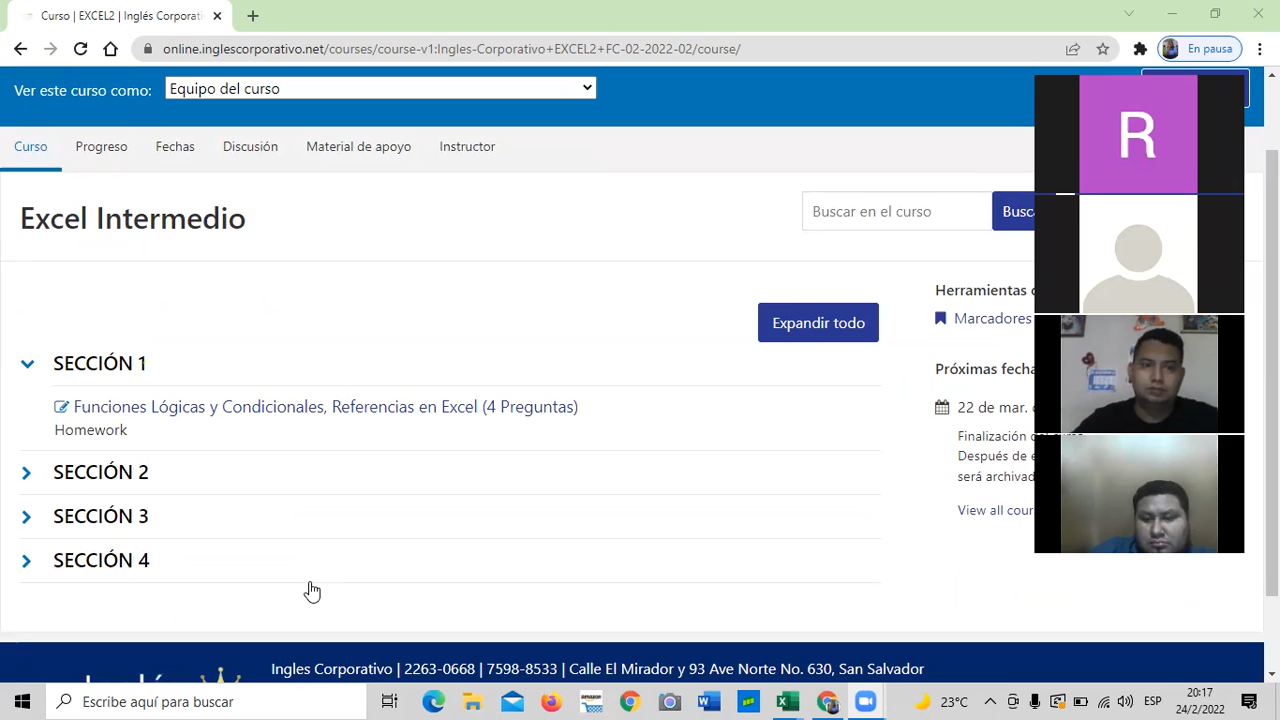 Curso | EXCEL2 | Inglés Corporati
online.inglescorporativo.net/courses/course-v1:Ingles-Corporativo+EXCEL2+FC-02-2022-02/course/
En pausa
Ver este curso como:
Equipo del curso
Curso
Progreso
Fechas
Discusión
Material de apoyo
Instructor
R
Excel Intermedio
Buscar en el curso
Busc
Herramientas
Marcadores
Expandir todo
SECCIÓN 1
Próximas fecha
Funciones Lógicas y Condicionales, Referencias en Excel (4 Preguntas)
22 de mar.
Homework
Finalización
Después de
será archivad
SECCIÓN 2
View all cour
SECCIÓN 3
SECCIÓN 4
Ingles Corporativo | 2263-0668 | 7598-8533 | Calle El Mirador y 93 Ave Norte No. 630, San Salvador
Escribe aquí para buscar
amazon
23°C
ESP
20:17
24/2/2022